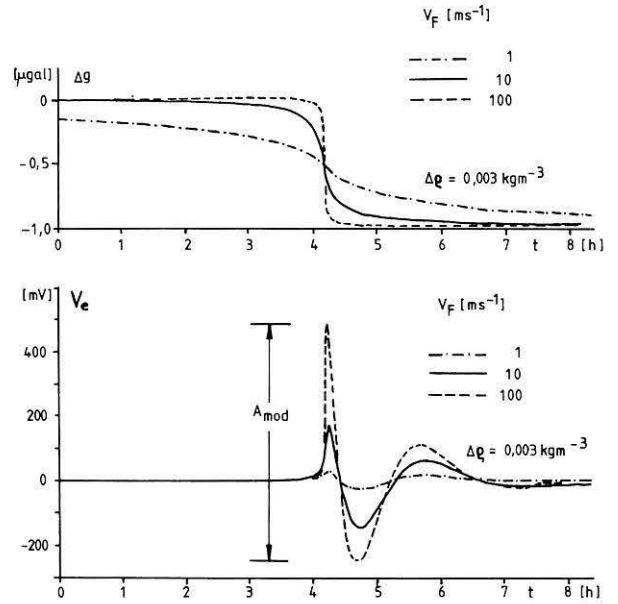 V_F [ms⁻¹]
1
10
100
[μgal] Δg
0
-0,5
-1,0
Δρ = 0,003 kgm⁻³
0 1 2 3 4 5 6 7 t 8 [h]
[mV] V_e
400
200
0
-200
A_mod
V_F [ms⁻¹]
1
10
100
Δρ = 0,003 kgm⁻³
0 1 2 3 4 5 6 7 t 8 [h]